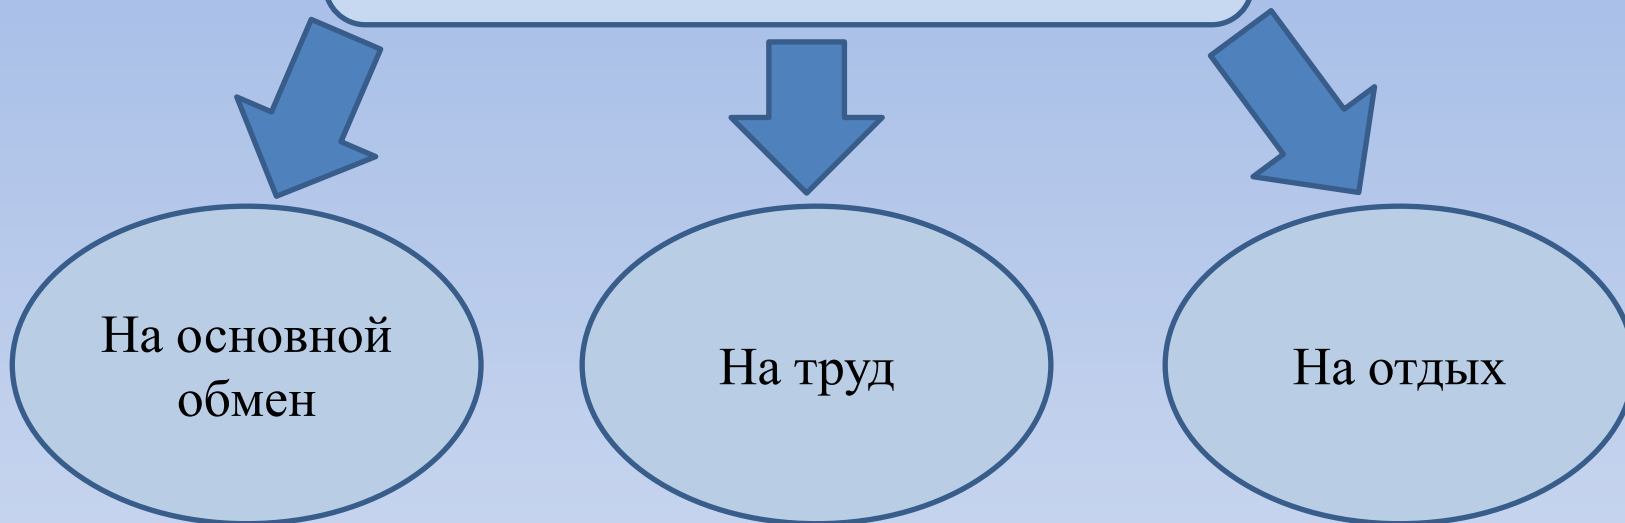 На основной
обмен
На труд
На отдых